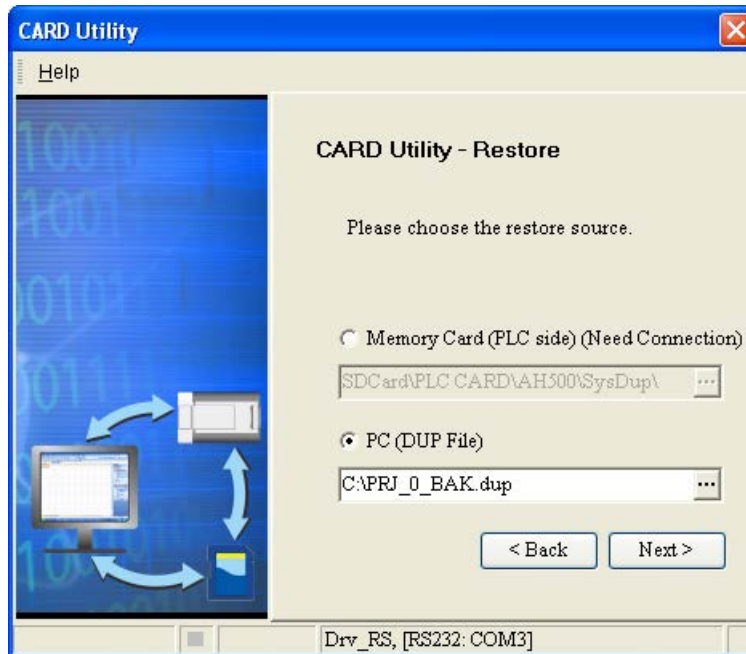 CARD Utility
Help
CARD Utility - Restore
Please choose the restore source.
Memory Card (PLC side) (Need Connection)
SDCard\PLC CARD\AH500\SysDup\
...
PC (DUP File)
C:\PRJ_0_BAK.dup
...
< Back
Next >
Drv_RS, [RS232: COM3]